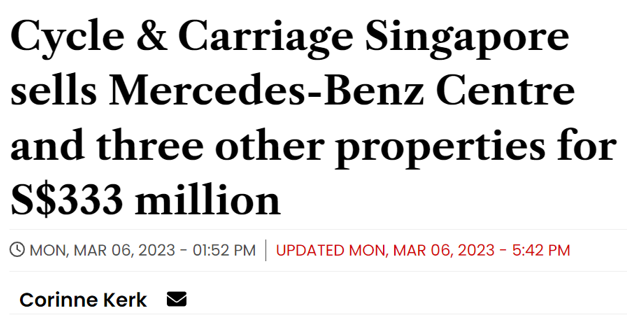 Cycle & Carriage Singapore
sells Mercedes-Benz Centre
and three other properties for
S$333 million
MON, MAR 06, 2023 - 01:52 PM | UPDATED MON, MAR 06, 2023 - 5:42 PM
Corinne Kerk